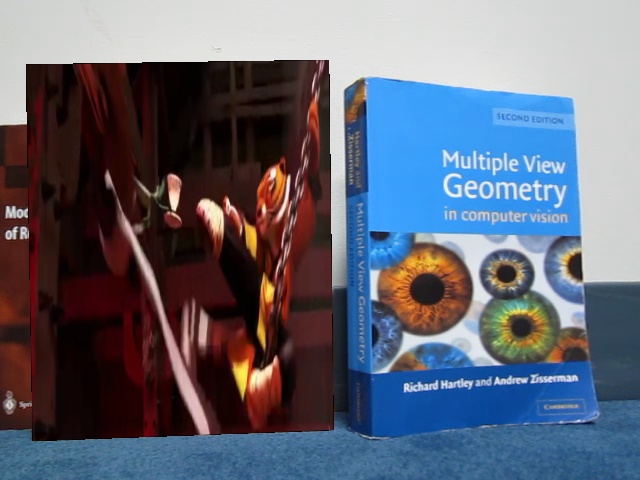 Mod
of R
SECOND EDITION
Multiple View
Geometry
in computer vision
Hartley and
Zisserman
Multiple View Geometry
Richard Hartley and Andrew Zisserman
CAMBRIDGE